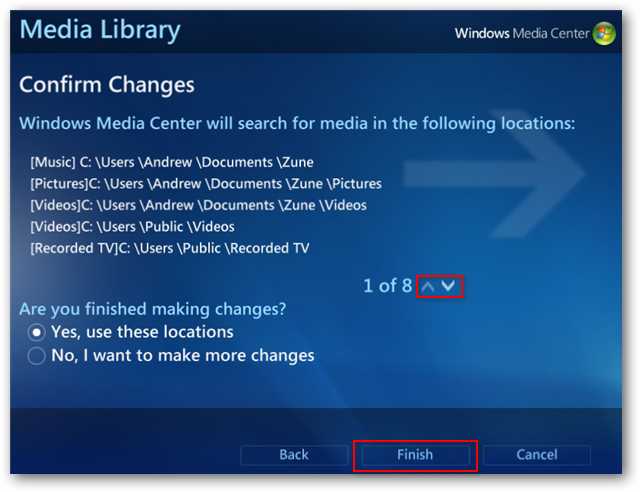 Media Library
Windows Media Center
Confirm Changes
Windows Media Center will search for media in the following locations:
[Music] C: \Users \Andrew \Documents \Zune
[Pictures]C: \Users \Andrew \Documents \Zune \Pictures
[Videos]C: \Users \Andrew \Documents \Zune \Videos
[Videos]C: \Users \Public \Videos
[Recorded TV]C: \Users \Public \Recorded TV
1 of 8
Are you finished making changes?
Yes, use these locations
No, I want to make more changes
Back Finish Cancel